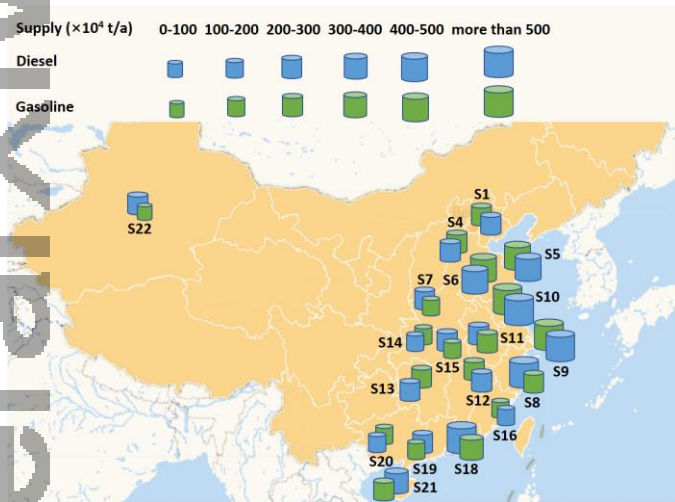 Supply (×10⁴ t/a) 0-100 100-200 200-300 300-400 400-500 more than 500
Diesel
Gasoline
S1
S4
S5
S22
S7 S6
S10
S14 S11
S15
S9
S13
S12 S8
S16
S20 S19 S18
S21